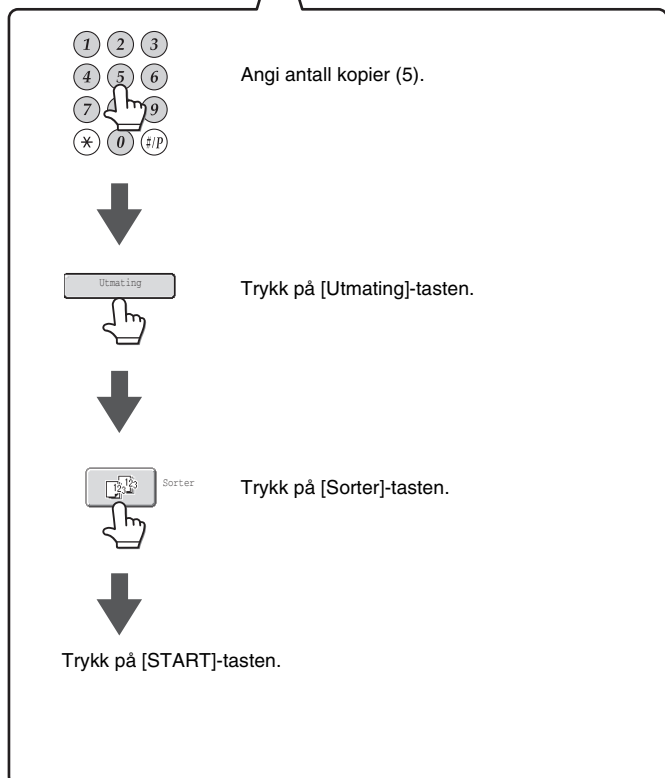 1 2 3
4 5 6
7 9
* 0 #/P
Angi antall kopier (5).
Utmating
Trykk på [Utmating]-tasten.
Sorter
Trykk på [Sorter]-tasten.
Trykk på [START]-tasten.